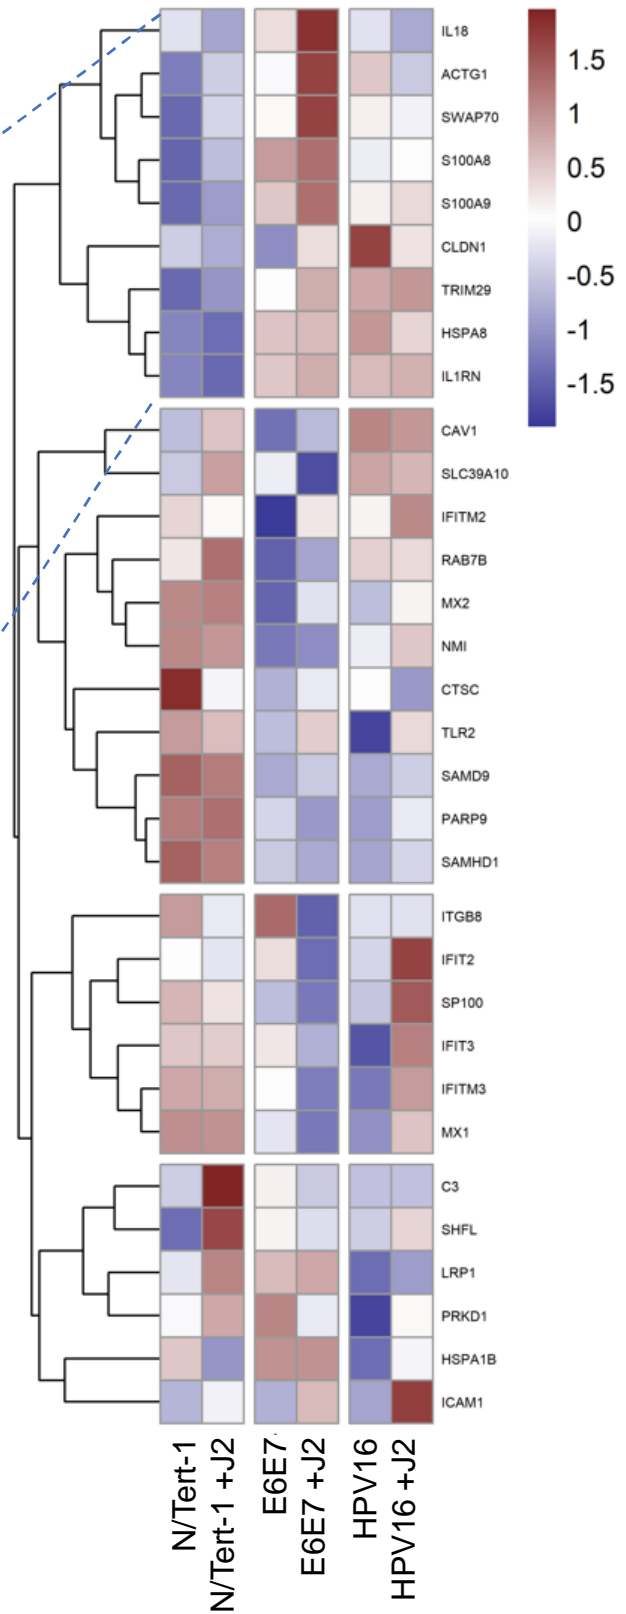 IL18
ACTG1
SWAP70
S100A8
S100A9
CLDN1
TRIM29
HSPA8
IL1RN
CAV1
SLC39A10
IFITM2
RAB7B
MX2
NMI
CTSC
TLR2
SAMD9
PARP9
SAMHD1
ITGB8
IFIT2
SP100
IFIT3
IFITM3
MX1
C3
SHFL
LRP1
PRKD1
HSPA1B
ICAM1
1.5
1
0.5
0
-0.5
-1
-1.5
N/Tert-1
N/Tert-1 +J2
E6E7
E6E7 +J2
HPV16
HPV16 +J2